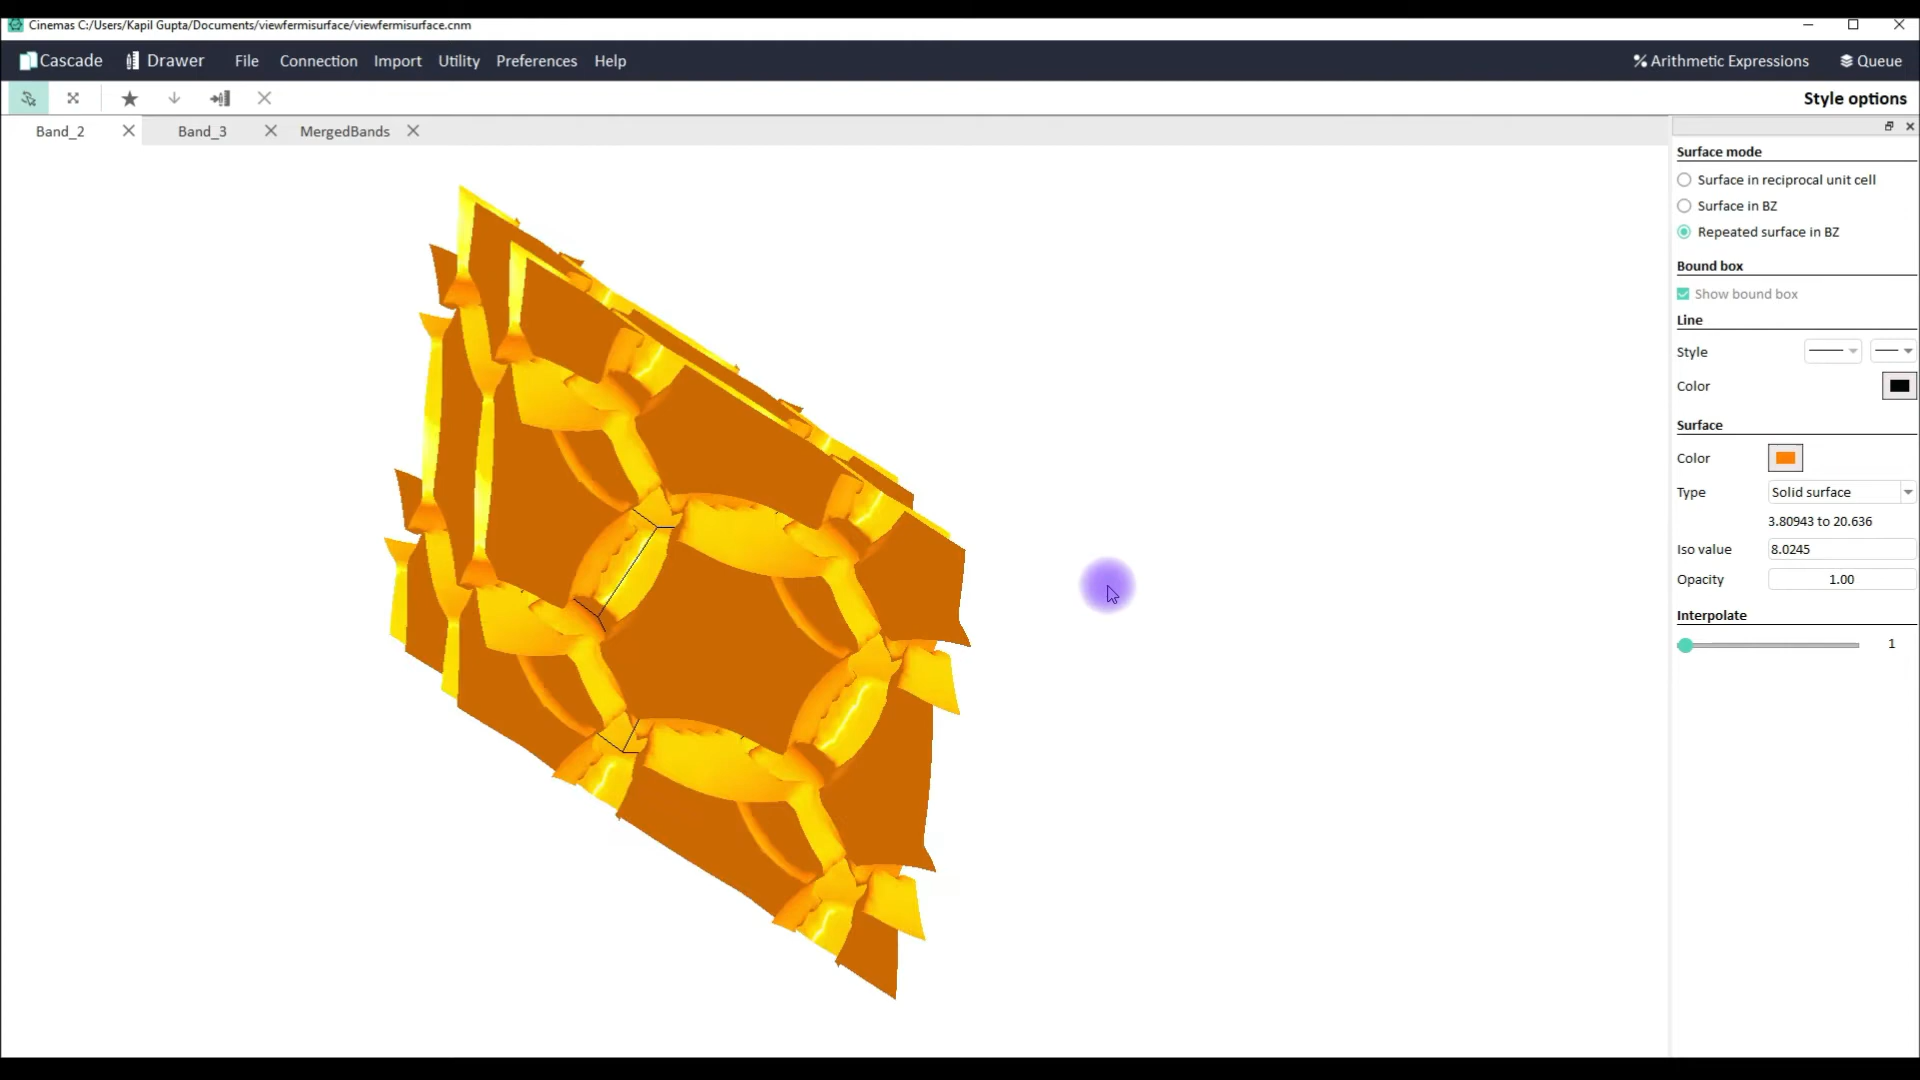 Cinemas C:/Users/Kapil Gupta/Documents/viewfermisurface/viewfermisurface.cnm
Cascade Drawer File Connection Import Utility Preferences Help Arithmetic Expressions Queue
Style options
Band_2 Band_3 MergedBands
Surface mode
Surface in reciprocal unit cell
Surface in BZ
Repeated surface in BZ
Bound box
Show bound box
Line
Style
Color
Surface
Color
Type Solid surface
3.80943 to 20.636
Iso value 8.0245
Opacity 1.00
Interpolate
1